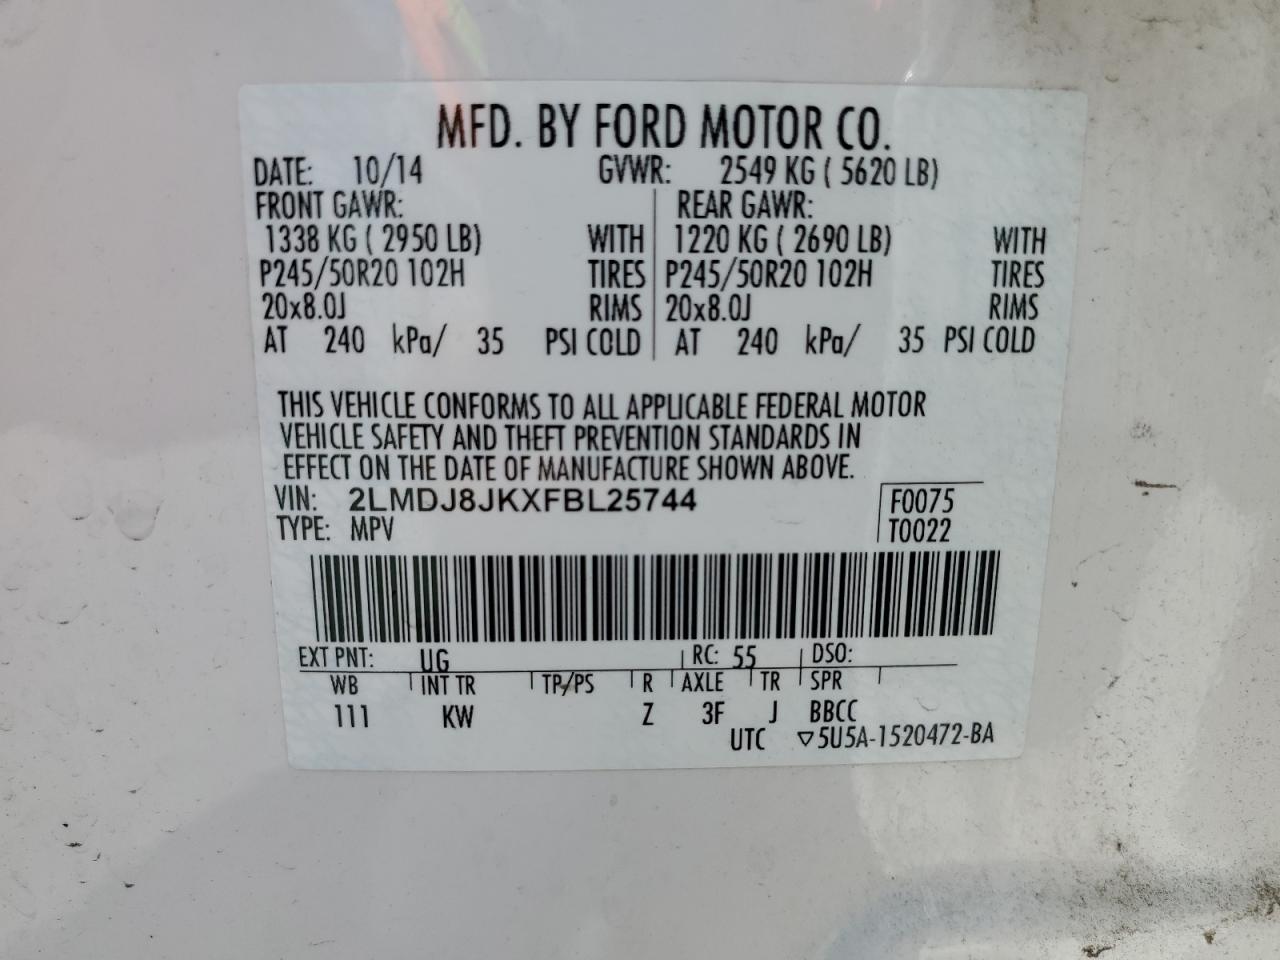 MFD. BY FORD MOTOR CO.
DATE: 10/14 GVWR: 2549 KG ( 5620 LB)
FRONT GAWR: REAR GAWR:
1338 KG ( 2950 LB) WITH 1220 KG ( 2690 LB) WITH
P245/50R20 102H TIRES P245/50R20 102H TIRES
20x8.0J RIMS 20x8.0J RIMS
AT 240 kPa/ 35 PSI COLD AT 240 kPa/ 35 PSI COLD
THIS VEHICLE CONFORMS TO ALL APPLICABLE FEDERAL MOTOR
VEHICLE SAFETY AND THEFT PREVENTION STANDARDS IN
EFFECT ON THE DATE OF MANUFACTURE SHOWN ABOVE.
VIN: 2LMDJ8JKXFBL25744 F0075
TYPE: MPV T0022
EXT PNT: UG RC: 55 DSO:
WB INT TR TP/PS R AXLE TR SPR
111 KW Z 3F J BBCC
UTC ▽5U5A-1520472-BA